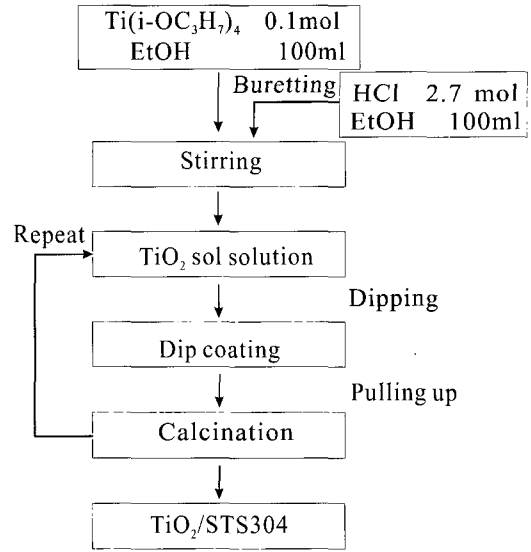 Ti(i-OC₃H₇)₄ 0.1mol
EtOH 100ml
Buretting
HCl 2.7 mol
EtOH 100ml
Stirring
Repeat
TiO₂ sol solution
Dipping
Dip coating
Pulling up
Calcination
TiO₂/STS304